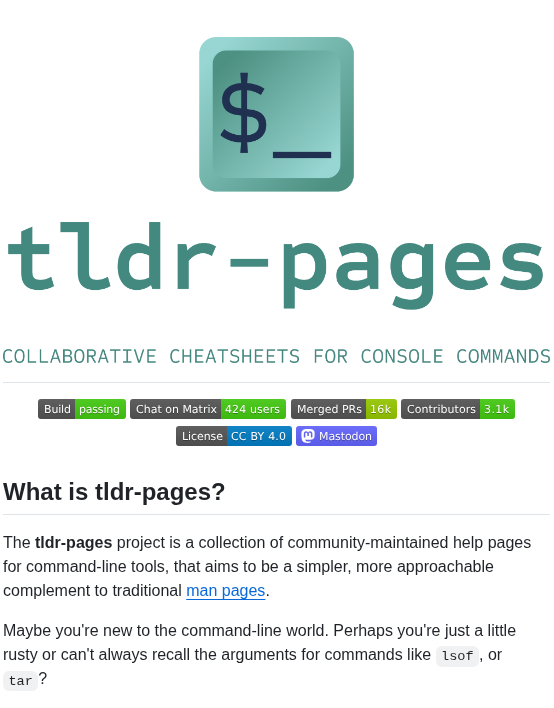 $_
tldr-pages
COLLABORATIVE CHEATSHEETS FOR CONSOLE COMMANDS
Build passing Chat on Matrix 424 users Merged PRs 16k Contributors 3.1k
License CC BY 4.0 Mastodon
What is tldr-pages?
The tldr-pages project is a collection of community-maintained help pages
for command-line tools, that aims to be a simpler, more approachable
complement to traditional man pages.
Maybe you're new to the command-line world. Perhaps you're just a little
rusty or can't always recall the arguments for commands like lsof, or
tar?